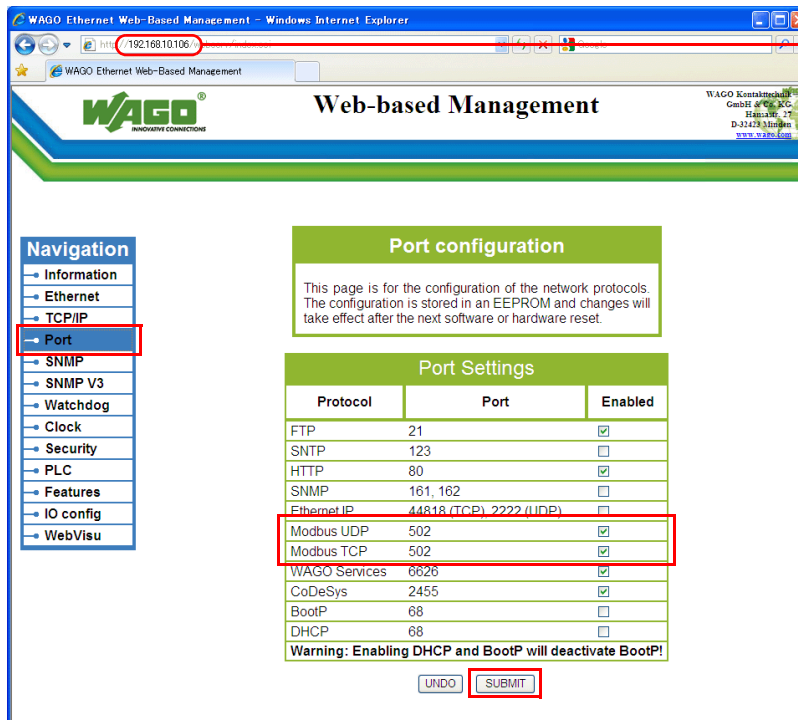 WAGO Ethernet Web-Based Management - Windows Internet Explorer
http://192.168.10.106/
Google
WAGO Ethernet Web-Based Management
WAGO®
INNOVATIVE CONNECTIONS
Web-based Management
WAGO Kontakttechnik
GmbH & Co. KG
Hansastr. 27
D-32423 Minden
www.wago.com
Navigation
Information
Ethernet
TCP/IP
Port
SNMP
SNMP V3
Watchdog
Clock
Security
PLC
Features
IO config
WebVisu
Port configuration
This page is for the configuration of the network protocols.
The configuration is stored in an EEPROM and changes will
take effect after the next software or hardware reset.
Port Settings
Protocol Port Enabled
FTP 21
SNTP 123
HTTP 80
SNMP 161, 162
Ethernet IP 44818 (TCP), 2222 (UDP)
Modbus UDP 502
Modbus TCP 502
WAGO Services 6626
CoDeSys 2455
BootP 68
DHCP 68
Warning: Enabling DHCP and BootP will deactivate BootP!
UNDO SUBMIT